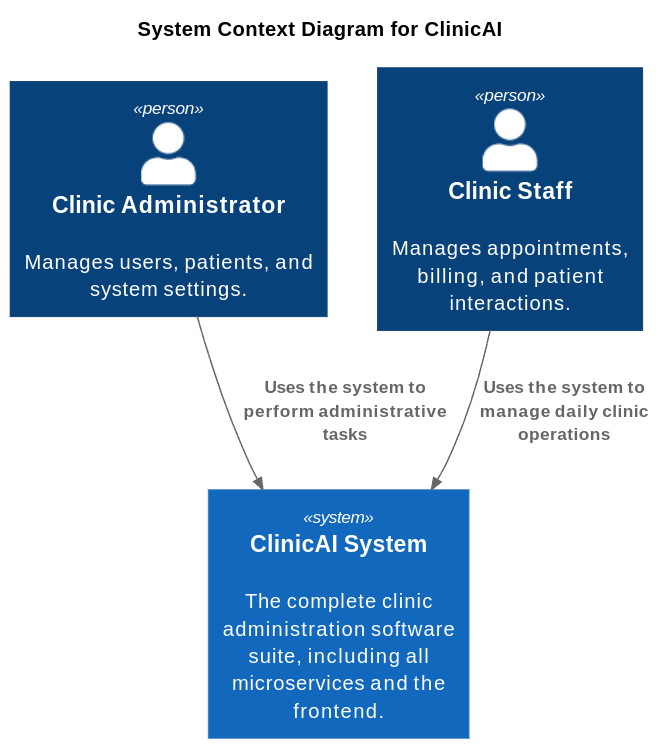 System Context Diagram for ClinicAI
«person»
Clinic Administrator
Manages users, patients, and
system settings.
«person»
Clinic Staff
Manages appointments,
billing, and patient
interactions.
Uses the system to
perform administrative
tasks
Uses the system to
manage daily clinic
operations
«system»
ClinicAI System
The complete clinic
administration software
suite, including all
microservices and the
frontend.